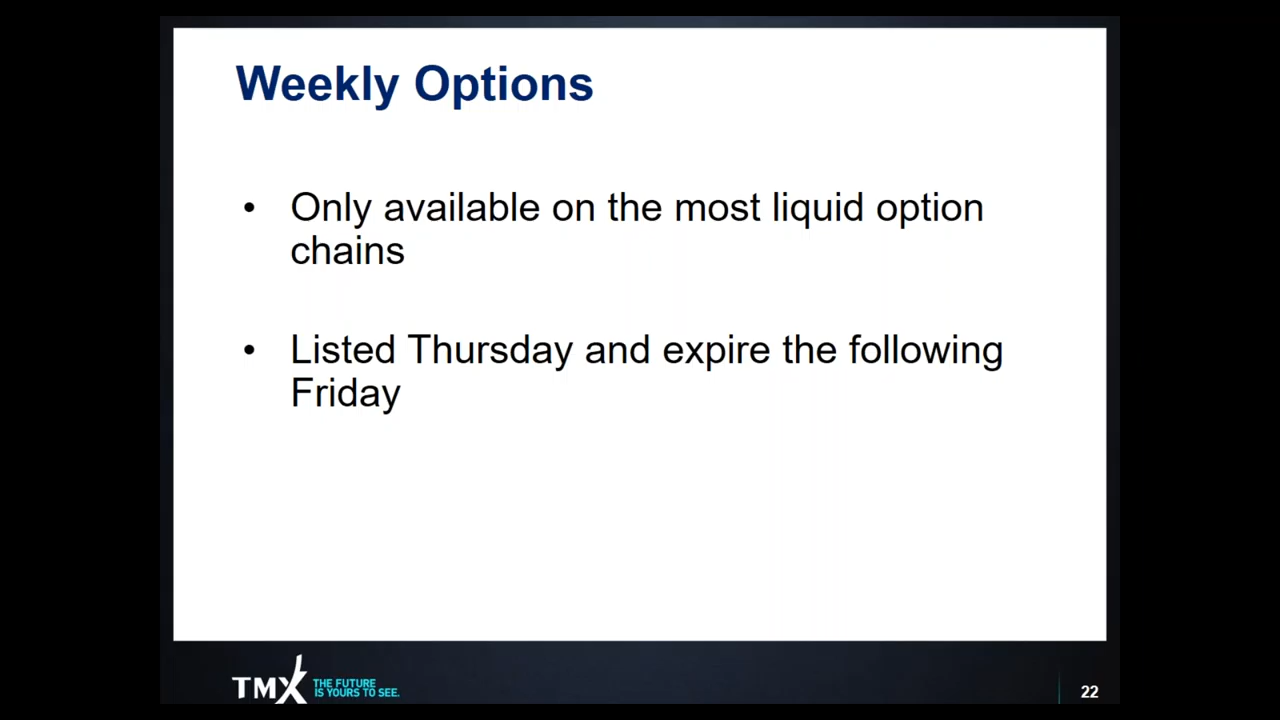 Weekly Options
• Only available on the most liquid option
chains
• Listed Thursday and expire the following
Friday
TMX THE FUTURE
IS YOURS TO SEE.
22